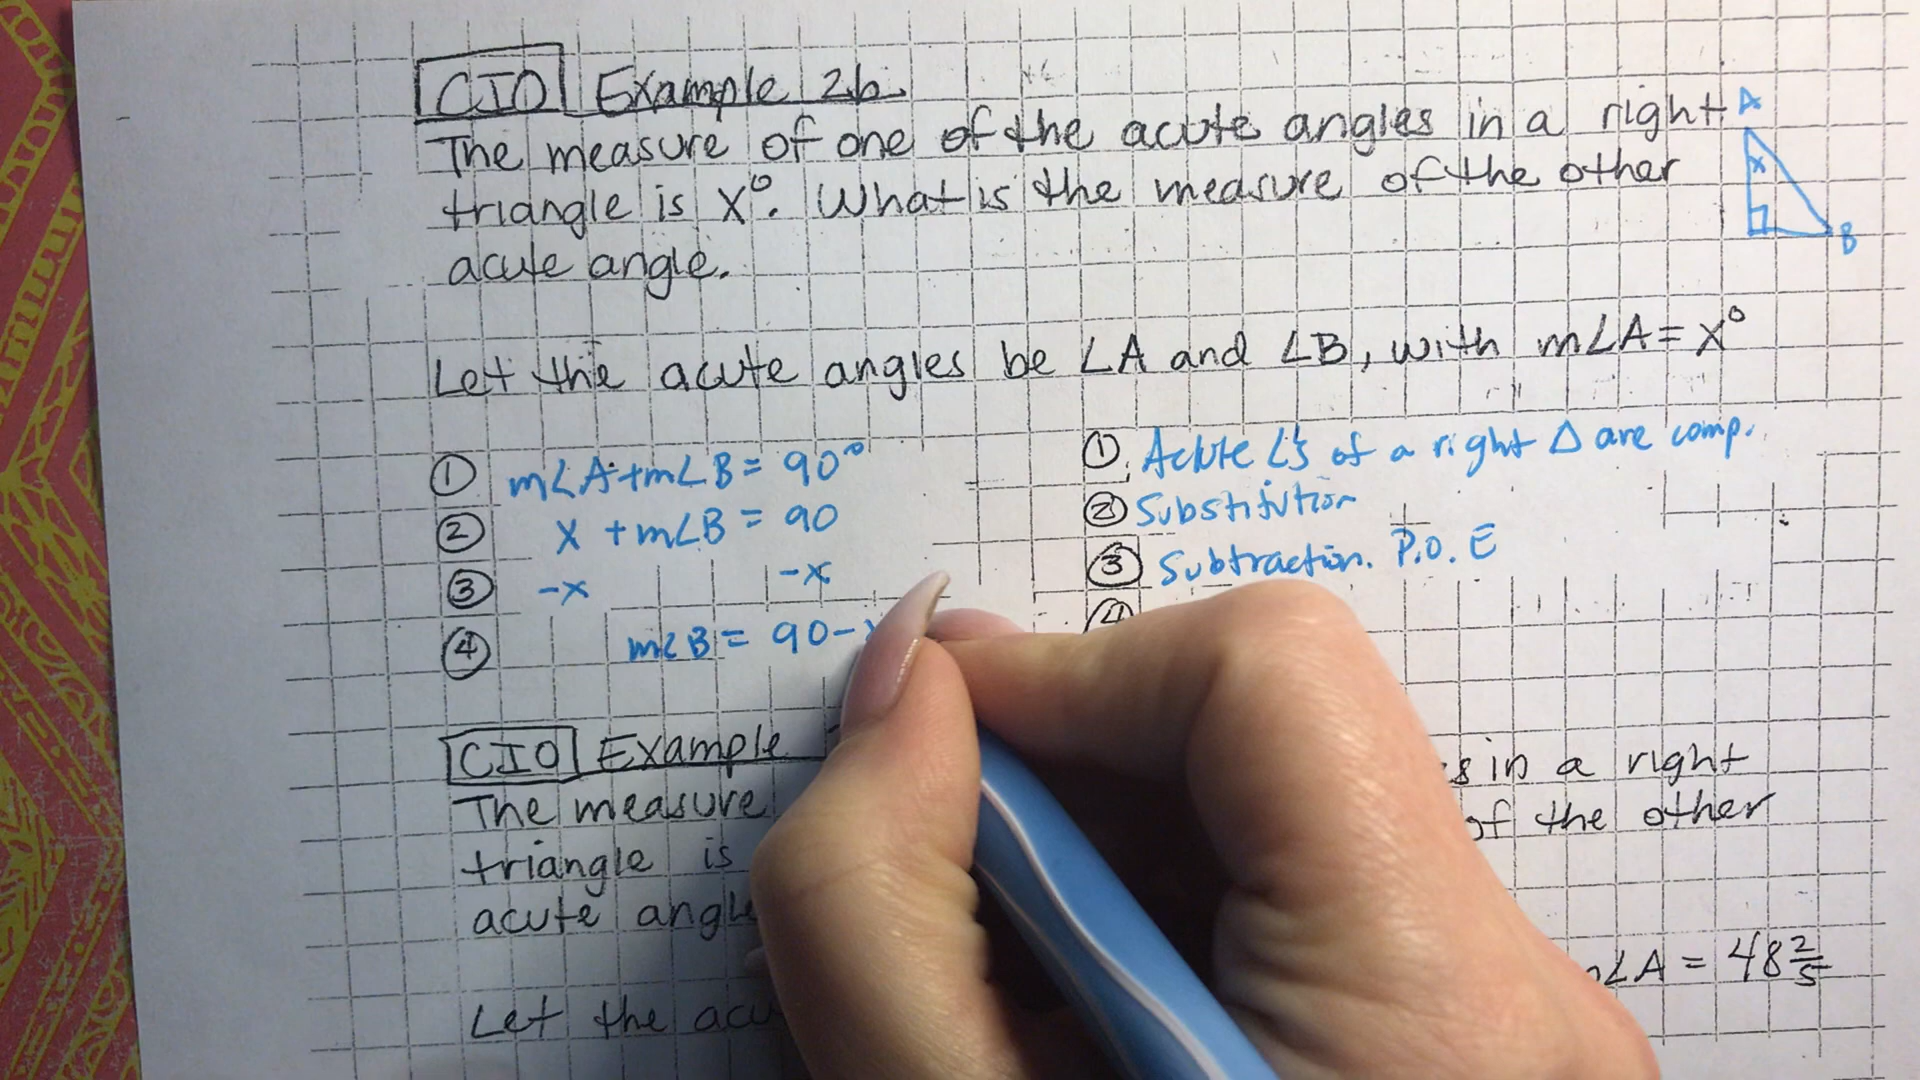 CIO Example 2b.
The measure of one of the acute angles in a right
triangle is x°. What is the measure of the other
acute angle.
A
x
B
Let the acute angles be ∠A and ∠B, with m∠A = x°
① m∠A + m∠B = 90°
② x + m∠B = 90
③ -x -x
④ m∠B = 90 -
① Acute ∠'s of a right △ are comp.
② Substitution
③ Subtraction. P.O.E
④
CIO Example
The measure in a right
triangle is of the other
acute
Let the ∠A = 48 2/5